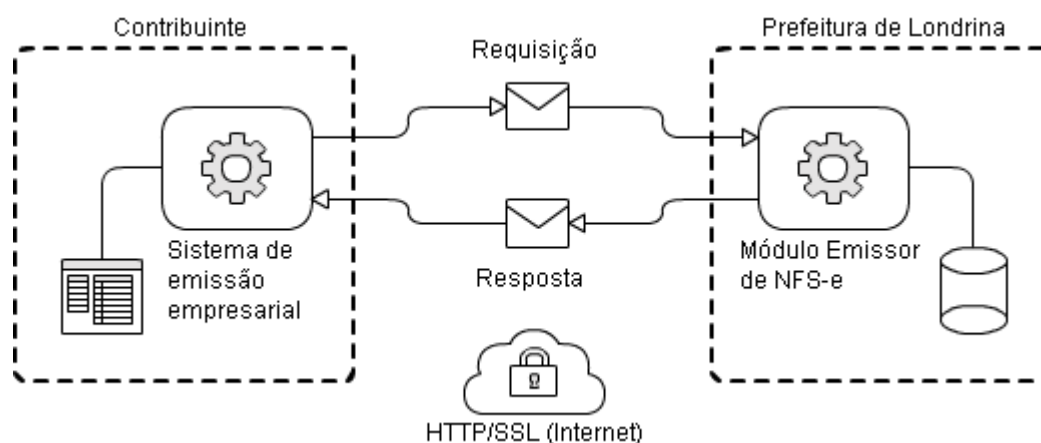 Contribuinte
Prefeitura de Londrina
Requisição
Sistema de
emissão
empresarial
Resposta
Módulo Emissor
de NFS-e
HTTP/SSL (Internet)